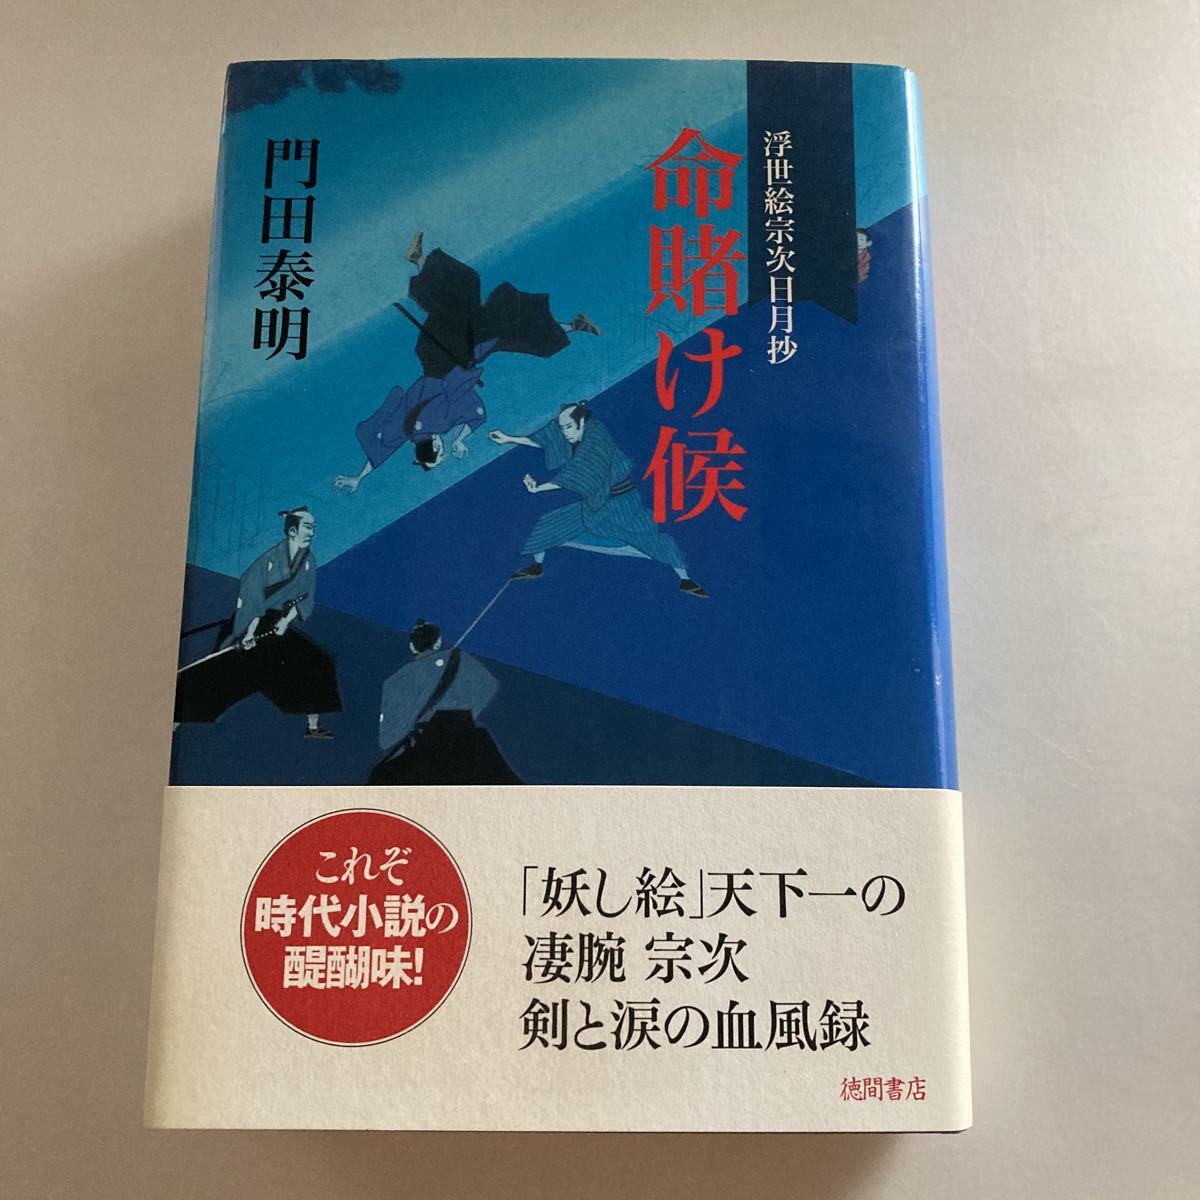 浮世絵宗次日月抄
命賭け候
門田泰明
これぞ
時代小説の
醍醐味!
「妖し絵」天下一の
凄腕 宗次
剣と涙の血風録
徳間書店